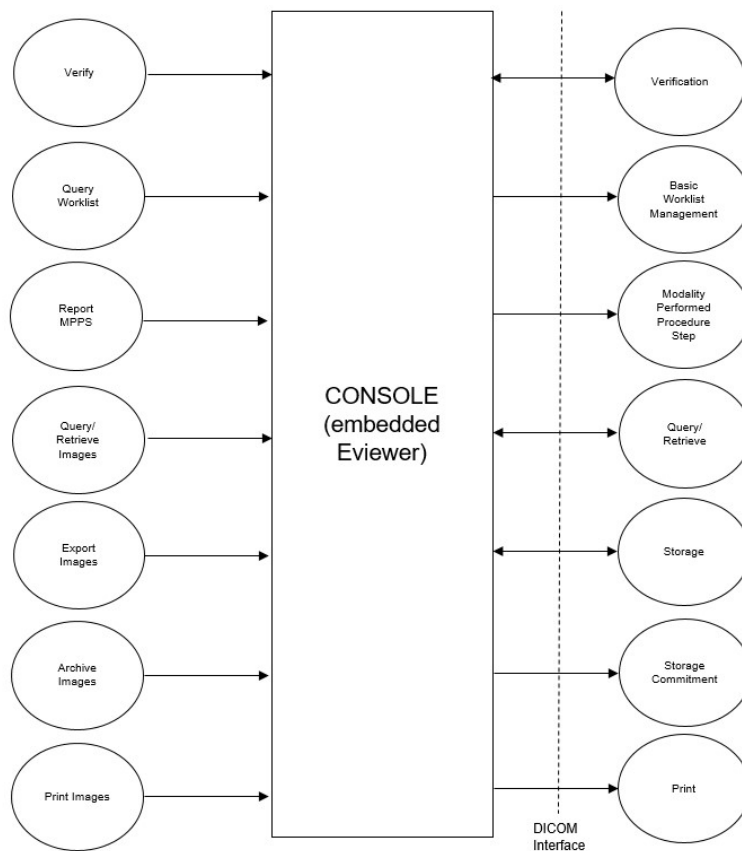 Verify
Query
Worklist
Report
MPPS
Query/
Retrieve
Images
Export
Images
Archive
Images
Print Images
CONSOLE
(embedded
Eviewer)
Verification
Basic
Worklist
Management
Modality
Performed
Procedure
Step
Query/
Retrieve
Storage
Storage
Commitment
Print
DICOM
Interface